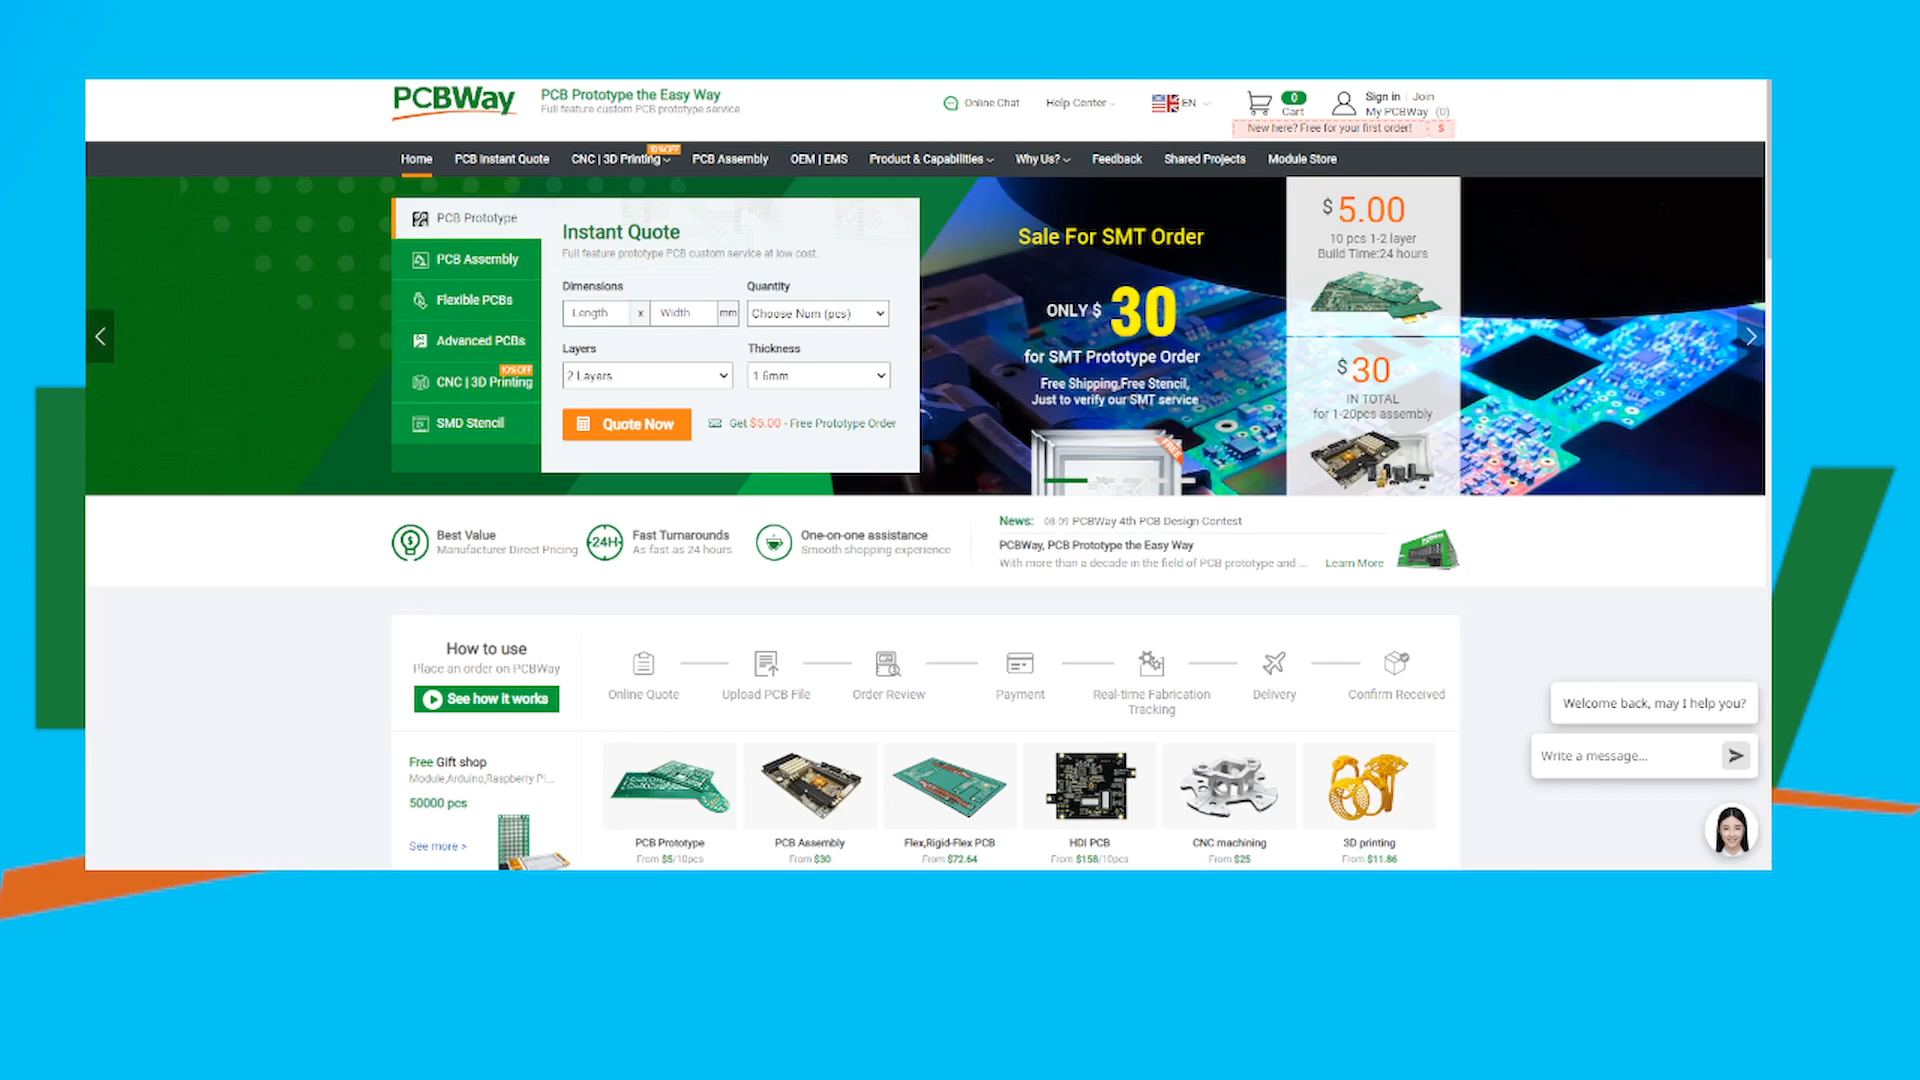 PCBWay
PCB Prototype the Easy Way
Full feature custom PCB prototype service
Online Chat
Help Center
EN
0
Cart
Sign in | Join
My PCBWay (0)
New here? Free for your first order! $
Home
PCB Instant Quote
CNC | 3D Printing
10%OFF
PCB Assembly
OEM | EMS
Product & Capabilities
Why Us?
Feedback
Shared Projects
Module Store
PCB Prototype
PCB Assembly
Flexible PCBs
Advanced PCBs
10%OFF
CNC | 3D Printing
SMD Stencil
Instant Quote
Full feature prototype PCB custom service at low cost.
Dimensions
Quantity
Length x Width mm
Choose Num (pcs)
Layers
Thickness
2 Layers
1.6mm
Quote Now
Get $5.00 - Free Prototype Order
Sale For SMT Order
ONLY $ 30
for SMT Prototype Order
Free Shipping,Free Stencil,
Just to verify our SMT service
FREE
$ 5.00
10 pcs 1-2 layer
Build Time:24 hours
$ 30
IN TOTAL
for 1-20pcs assembly
Best Value
Manufacturer Direct Pricing
24H
Fast Turnarounds
As fast as 24 hours
One-on-one assistance
Smooth shopping experience
News: 08-09 PCBWay 4th PCB Design Contest
PCBWay, PCB Prototype the Easy Way
With more than a decade in the field of PCB prototype and ...
Learn More
How to use
Place an order on PCBWay
See how it works
Online Quote
Upload PCB File
Order Review
Payment
Real-time Fabrication
Tracking
Delivery
Confirm Received
Free Gift shop
Module,Arduino,Raspberry Pi...
50000 pcs
See more >
PCB Prototype
From $5/10pcs
PCB Assembly
From $30
Flex,Rigid-Flex PCB
From $72.64
HDI PCB
From $158/10pcs
CNC machining
From $25
3D printing
From $11.86
Welcome back, may I help you?
Write a message...